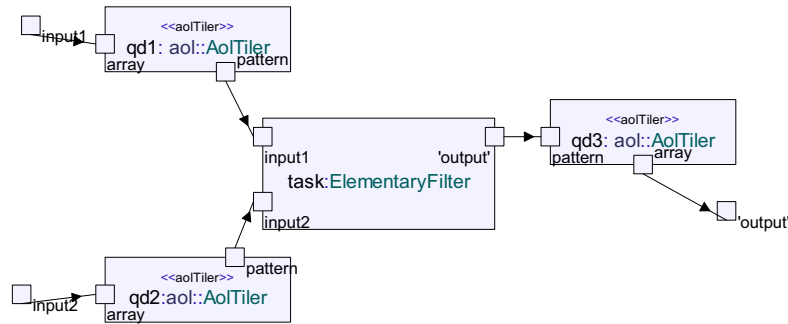 <<aolTiler>>
input1
qd1: aol::AolTiler
array
pattern
<<aolTiler>>
input1
'output'
qd3: aol::AolTiler
pattern
array
task:ElementaryFilter
input2
'output'
pattern
<<aolTiler>>
input2
qd2:aol::AolTiler
array